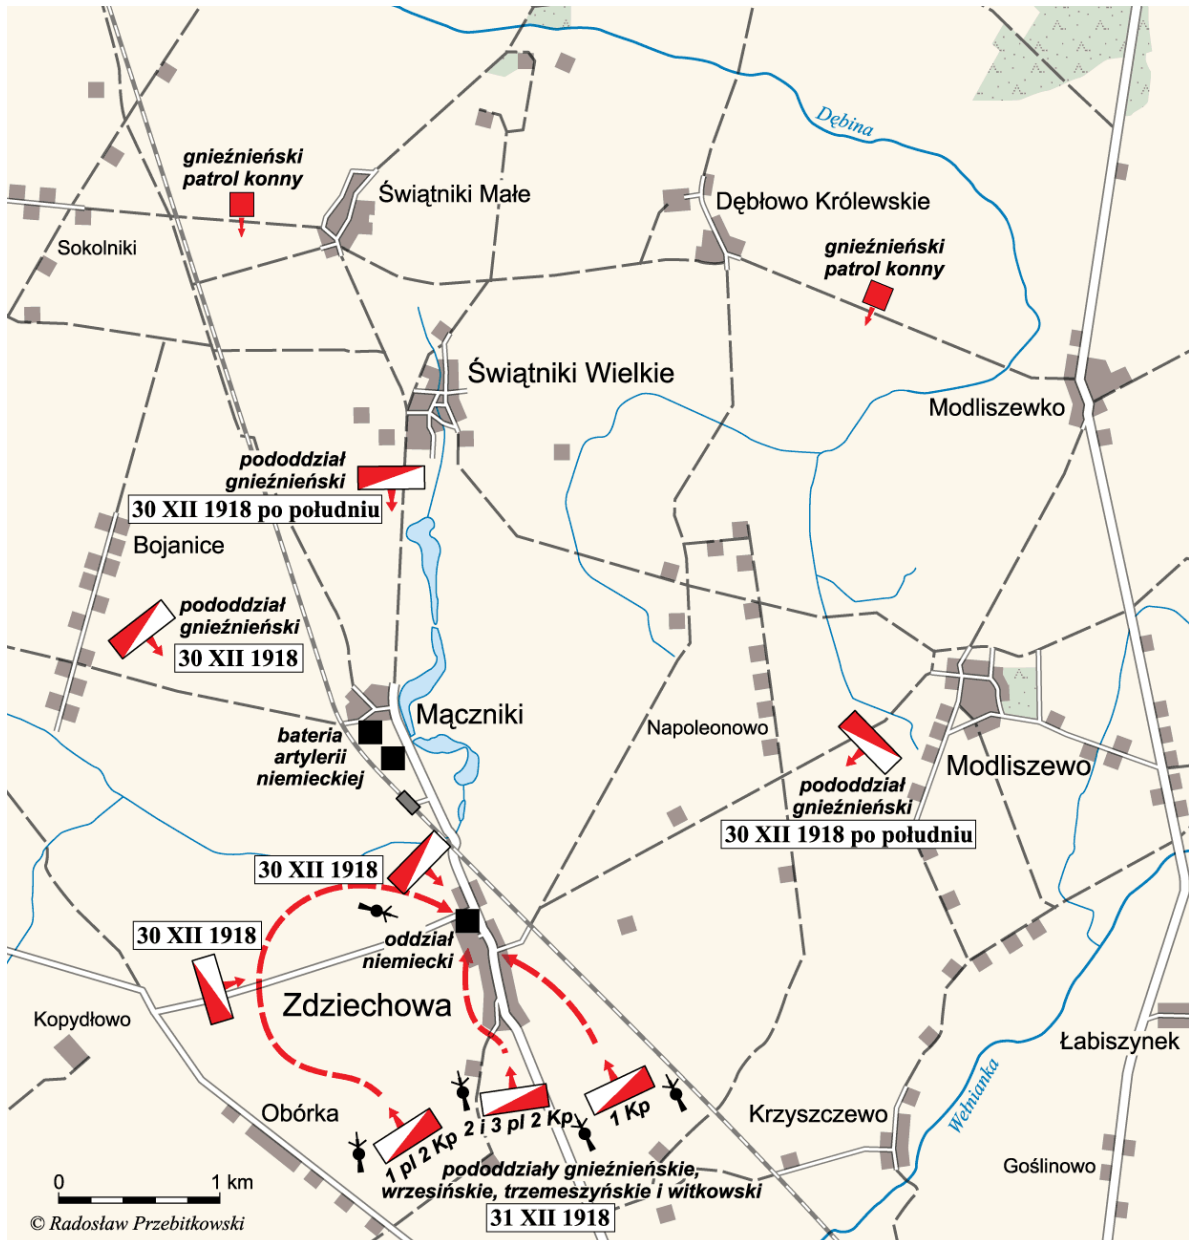 Dębina
gnieźnieński
patrol konny
Świątniki Małe
Dębłowo Królewskie
Sokolniki
gnieźnieński
patrol konny
Świątniki Wielkie
Modliszewko
pododdział
gnieźnieński
30 XII 1918 po południu
Bojanice
pododdział
gnieźnieński
30 XII 1918
Mączniki
Napoleonowo
bateria
artylerii
niemieckiej
Modliszewo
pododdział
gnieźnieński
30 XII 1918 po południu
30 XII 1918
30 XII 1918
oddział
niemiecki
Zdziechowa
Kopydłowo
Łabiszynek
Wełnianka
Obórka
Krzyszczewo
1 pl 2 Kp
2 i 3 pl 2 Kp
1 Kp
Goślinowo
pododdziały gnieźnieńskie,
wrzesińskie, trzemeszyńskie i witkowski
31 XII 1918
0 1 km
© Radosław Przebitkowski